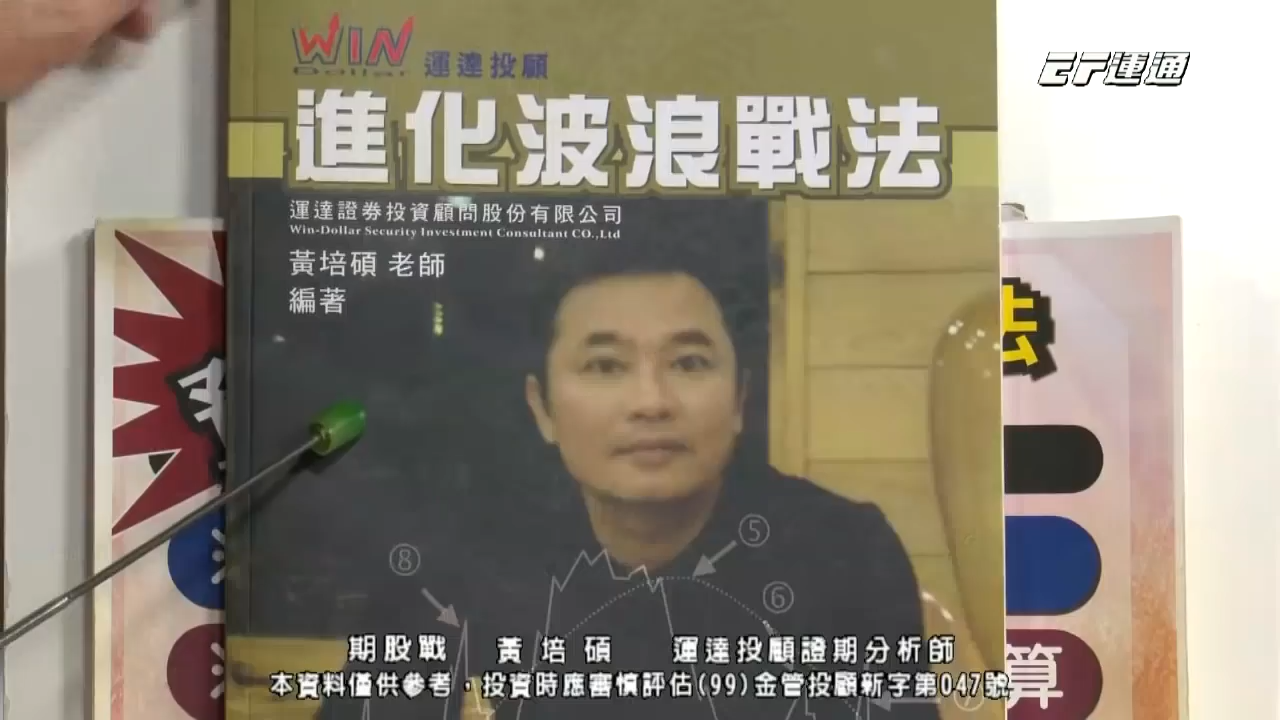 WIN
Dollar
運達投顧
ET運通
進化波浪戰法
運達證券投資顧問股份有限公司
Win-Dollar Security Investment Consultant CO.,Ltd
黃培碩 老師
編著
法
⑤
⑧
⑥
期股戰 黃培碩 運達投顧證期分析師
算
本資料僅供參考，投資時應審慎評估(99)金管投顧新字第047號
⑦